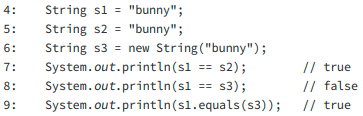 4: String s1 = "bunny";
5: String s2 = "bunny";
6: String s3 = new String("bunny");
7: System.out.println(s1 == s2); // true
8: System.out.println(s1 == s3); // false
9: System.out.println(s1.equals(s3)); // true